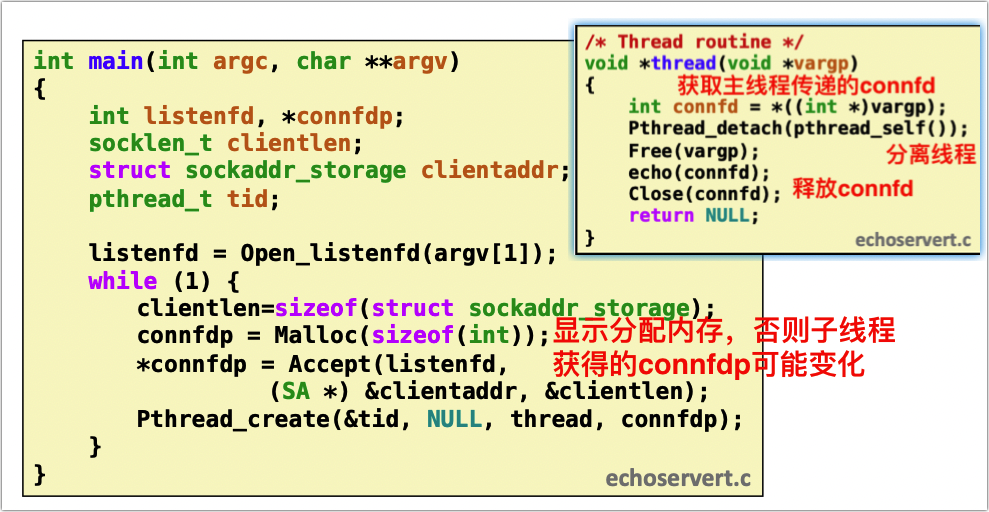 int main(int argc, char **argv)
{
    int listenfd, *connfdp;
    socklen_t clientlen;
    struct sockaddr_storage clientaddr;
    pthread_t tid;

    listenfd = Open_listenfd(argv[1]);
    while (1) {
        clientlen=sizeof(struct sockaddr_storage);
        connfdp = Malloc(sizeof(int));
        *connfdp = Accept(listenfd,
                  (SA *) &clientaddr, &clientlen);
        Pthread_create(&tid, NULL, thread, connfdp);
    }
}
echoservert.c
显示分配内存，否则子线程
获得的connfdp可能变化
/* Thread routine */
void *thread(void *vargp)
{
获取主线程传递的connfd
    int connfd = *((int *)vargp);
    Pthread_detach(pthread_self());
    Free(vargp);
分离线程
    echo(connfd);
    Close(connfd);
释放connfd
    return NULL;
}
echoservert.c